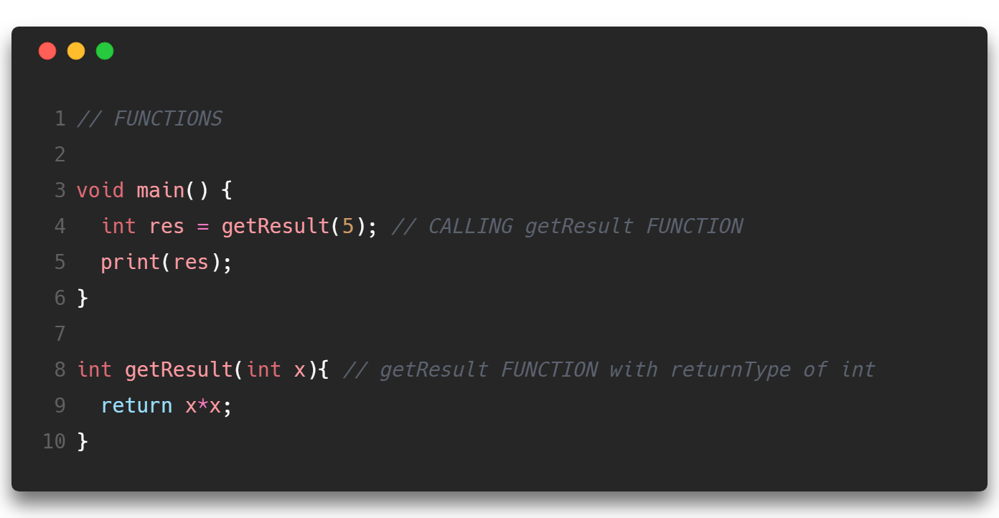 1 // FUNCTIONS
2
3 void main() {
4   int res = getResult(5); // CALLING getResult FUNCTION
5   print(res);
6 }
7
8 int getResult(int x){ // getResult FUNCTION with returnType of int
9   return x*x;
10 }